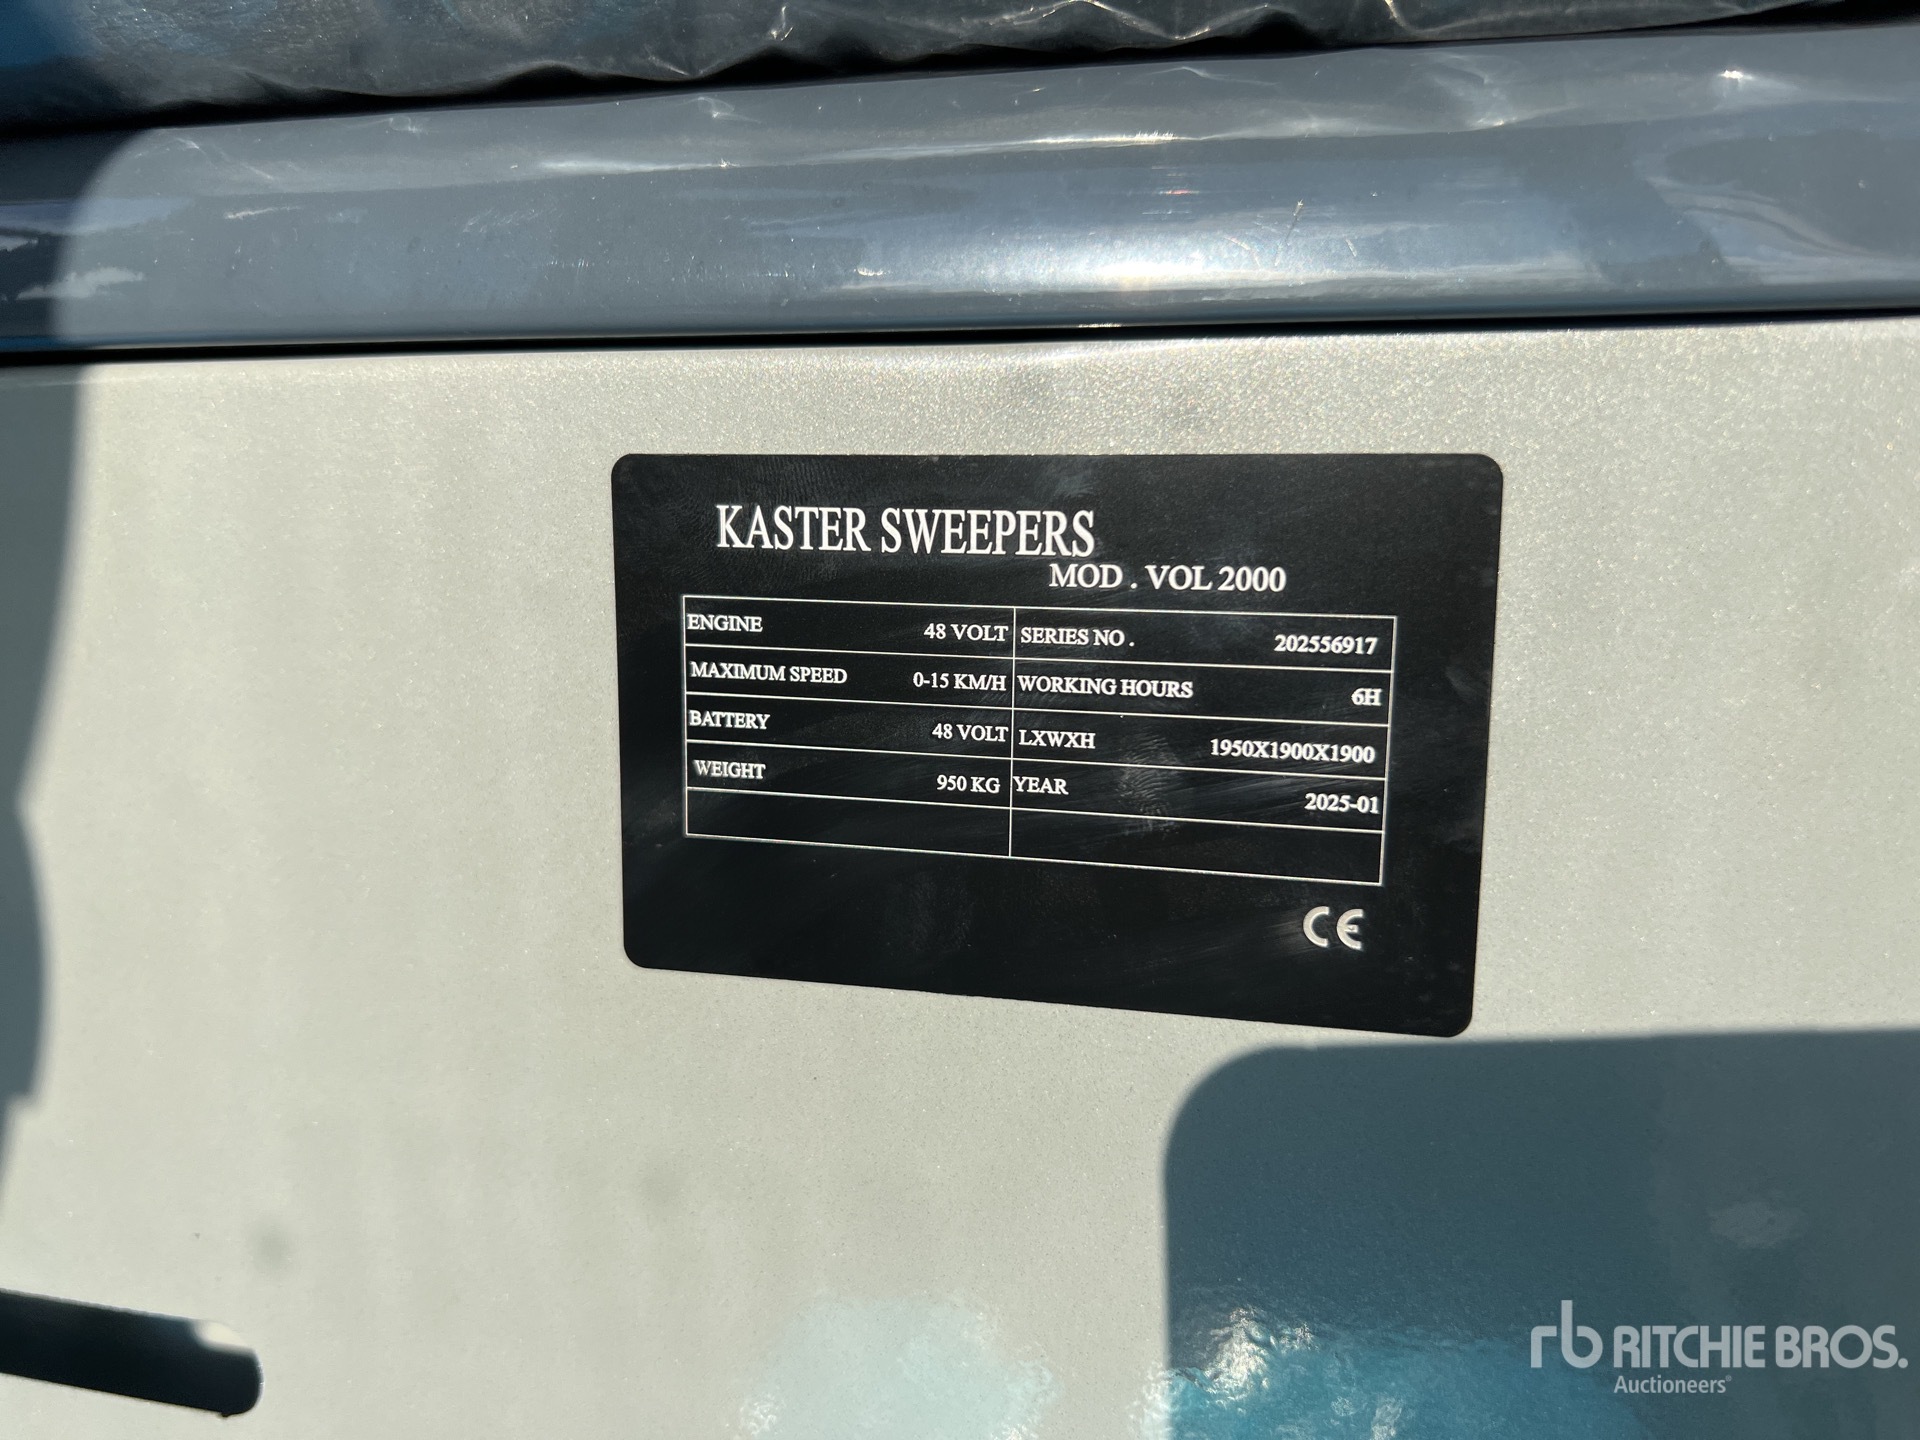 KASTER SWEEPERS
MOD . VOL 2000
ENGINE 48 VOLT SERIES NO . 202556917
MAXIMUM SPEED 0-15 KM/H WORKING HOURS 6H
BATTERY 48 VOLT LXWXH 1950X1900X1900
WEIGHT 950 KG YEAR 2025-01
CE
rb RITCHIE BROS.
Auctioneers